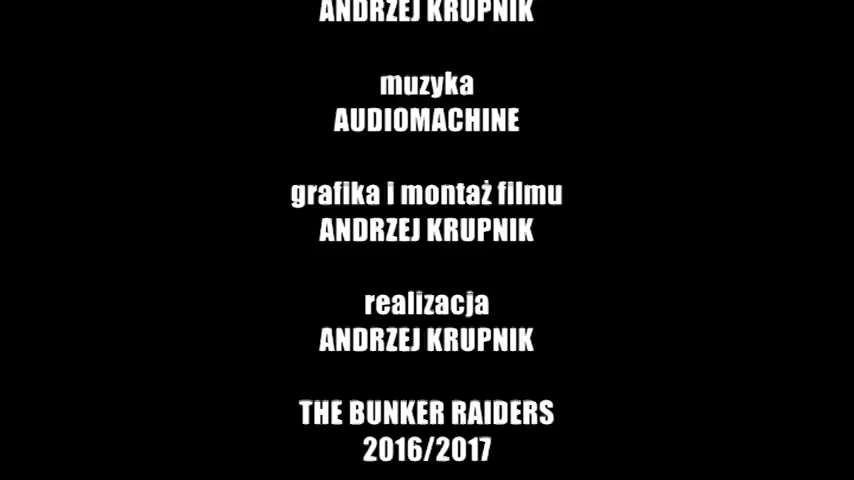 ANDRZEJ KRUPNIK
muzyka
AUDIOMACHINE
grafika i montaż filmu
ANDRZEJ KRUPNIK
realizacja
ANDRZEJ KRUPNIK
THE BUNKER RAIDERS
2016/2017